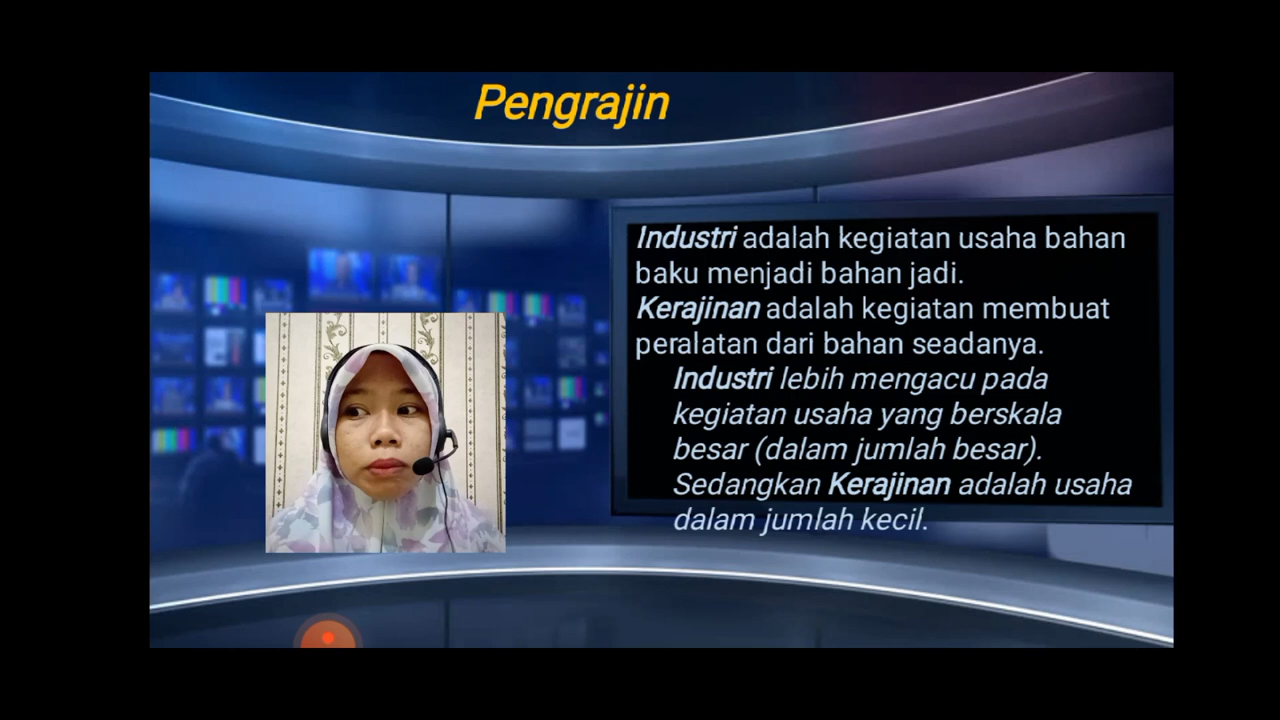 Pengrajin
Industri adalah kegiatan usaha bahan
baku menjadi bahan jadi.
Kerajinan adalah kegiatan membuat
peralatan dari bahan seadanya.
Industri lebih mengacu pada
kegiatan usaha yang berskala
besar (dalam jumlah besar).
Sedangkan Kerajinan adalah usaha
dalam jumlah kecil.